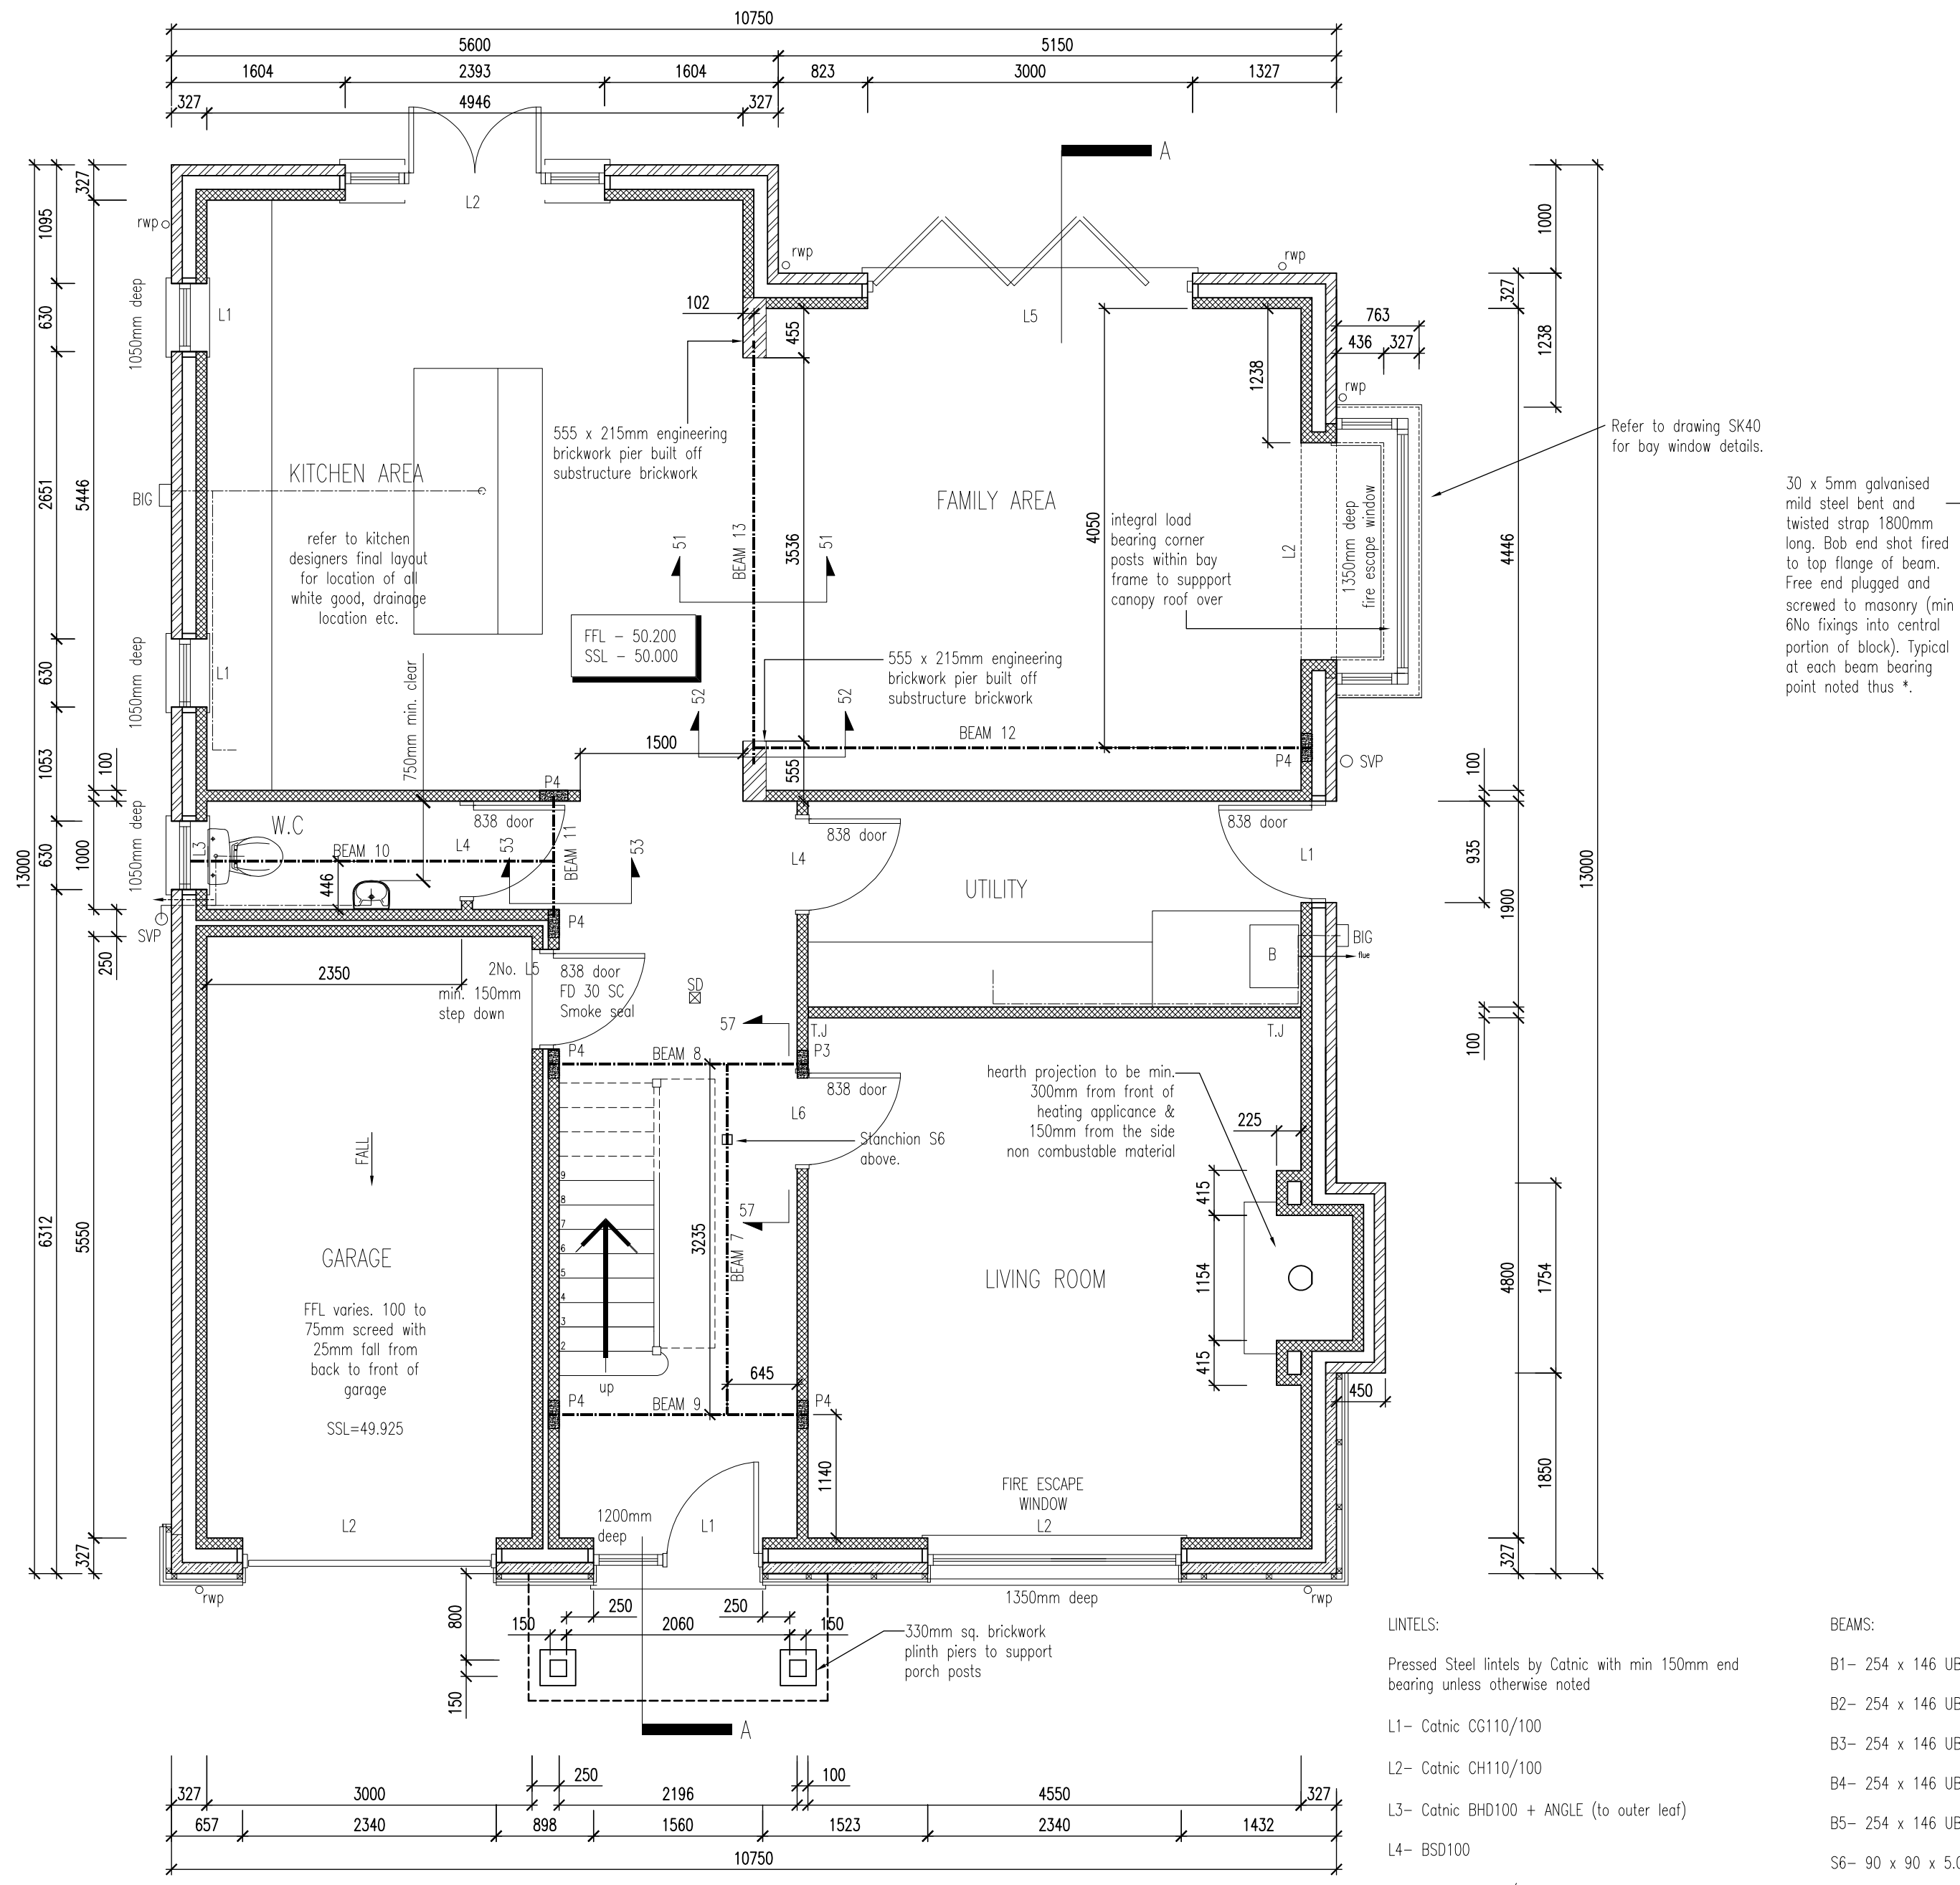 10750
5600 5150
1604 2393 1604 823 3000 1327
327 4946 327
A
L2
rwp
rwp
rwp
327
1095
1000
327
1238
1050mm deep
630
L1
102
455
L5
763
436 327
1238
rwp
555 x 215mm engineering
brickwork pier built off
substructure brickwork
Refer to drawing SK40
for bay window details.
KITCHEN AREA
BIG
2651
5446
refer to kitchen
designers final layout
for location of all
white good, drainage
location etc.
FAMILY AREA
4050
integral load
bearing corner
posts within bay
frame to suppport
canopy roof over
L2
1350mm deep
fire escape window
4446
30 x 5mm galvanised
mild steel bent and
twisted strap 1800mm
long. Bob end shot fired
to top flange of beam.
Free end plugged and
screwed to masonry (min
6No fixings into central
portion of block). Typical
at each beam bearing
point noted thus *.
51 51
BEAM 13
3536
FFL - 50.200
SSL - 50.000
1050mm deep
630
L1
750mm min. clear
555 x 215mm engineering
brickwork pier built off
substructure brickwork
52 52
1500
BEAM 12
P4
SVP
1053
100
P4
555
100
13000
1050mm deep
630
1000
L3
W.C
BEAM 10
446
L4
838 door
53 53
BEAM 11
838 door
L4
UTILITY
838 door
L1
935
1900
13000
SVP
250
P4
2350
2No. L5
min. 150mm
step down
838 door
FD 30 SC
Smoke seal
SD
B
BIG
flue
57
T.J
P3
T.J
100
P4
BEAM 8
838 door
L6
hearth projection to be min.
300mm from front of
heating applicance &
150mm from the side
non combustable material
225
Stanchion S6
above.
FALL
9
8
7
6
5
4
3
2
up
57
3235
BEAM 7
415
1154
415
4800
1754
6312
5550
GARAGE
FFL varies. 100 to
75mm screed with
25mm fall from
back to front of
garage
SSL=49.925
LIVING ROOM
645
450
P4
BEAM 9
P4
1140
1850
FIRE ESCAPE
WINDOW
L2
L2
1200mm
deep
L1
327
327
rwp
1350mm deep
rwp
800
250 250
150 2060 150
150
330mm sq. brickwork
plinth piers to support
porch posts
A
LINTELS:
Pressed Steel lintels by Catnic with min 150mm end
bearing unless otherwise noted
L1- Catnic CG110/100
L2- Catnic CH110/100
L3- Catnic BHD100 + ANGLE (to outer leaf)
L4- BSD100
BEAMS:
B1- 254 x 146 UB
B2- 254 x 146 UB
B3- 254 x 146 UB
B4- 254 x 146 UB
B5- 254 x 146 UB
S6- 90 x 90 x 5.0
250 100
327 3000 2196 4550 327
657 2340 898 1560 1523 2340 1432
10750